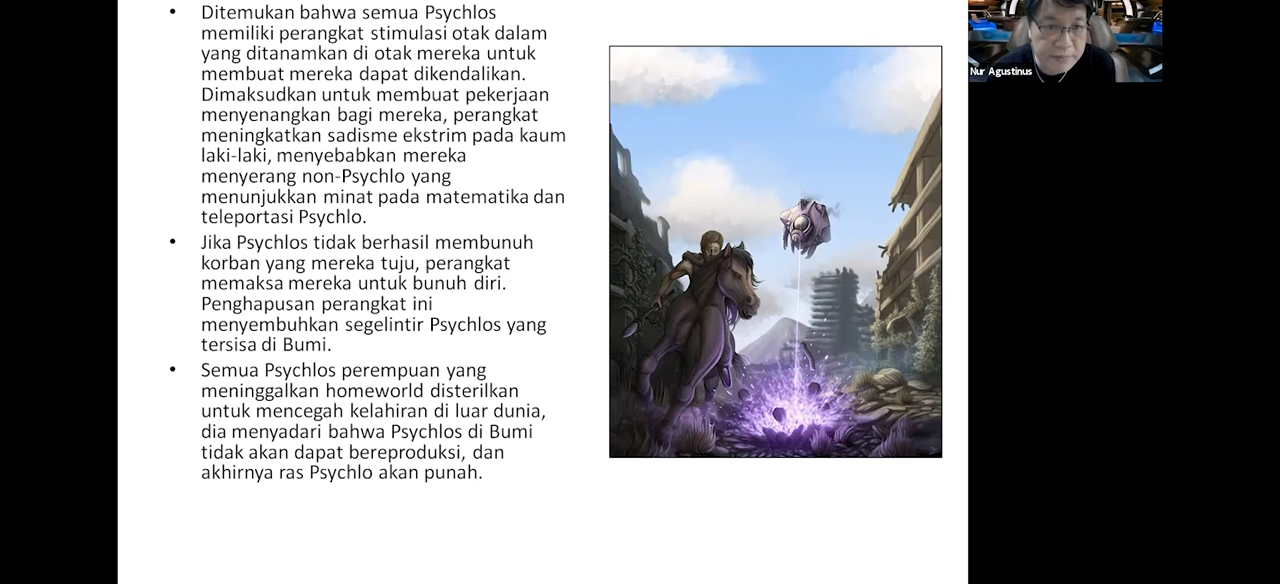 • Ditemukan bahwa semua Psychlos
memiliki perangkat stimulasi otak dalam
yang ditanamkan di otak mereka untuk
membuat mereka dapat dikendalikan.
Dimaksudkan untuk membuat pekerjaan
menyenangkan bagi mereka, perangkat
meningkatkan sadisme ekstrim pada kaum
laki-laki, menyebabkan mereka
menyerang non-Psychlo yang
menunjukkan minat pada matematika dan
teleportasi Psychlo.
• Jika Psychlos tidak berhasil membunuh
korban yang mereka tuju, perangkat
memaksa mereka untuk bunuh diri.
Penghapusan perangkat ini
menyembuhkan segelintir Psychlos yang
tersisa di Bumi.
• Semua Psychlos perempuan yang
meninggalkan homeworld disterilkan
untuk mencegah kelahiran di luar dunia,
dia menyadari bahwa Psychlos di Bumi
tidak akan dapat bereproduksi, dan
akhirnya ras Psychlo akan punah.
Nur Agustinus